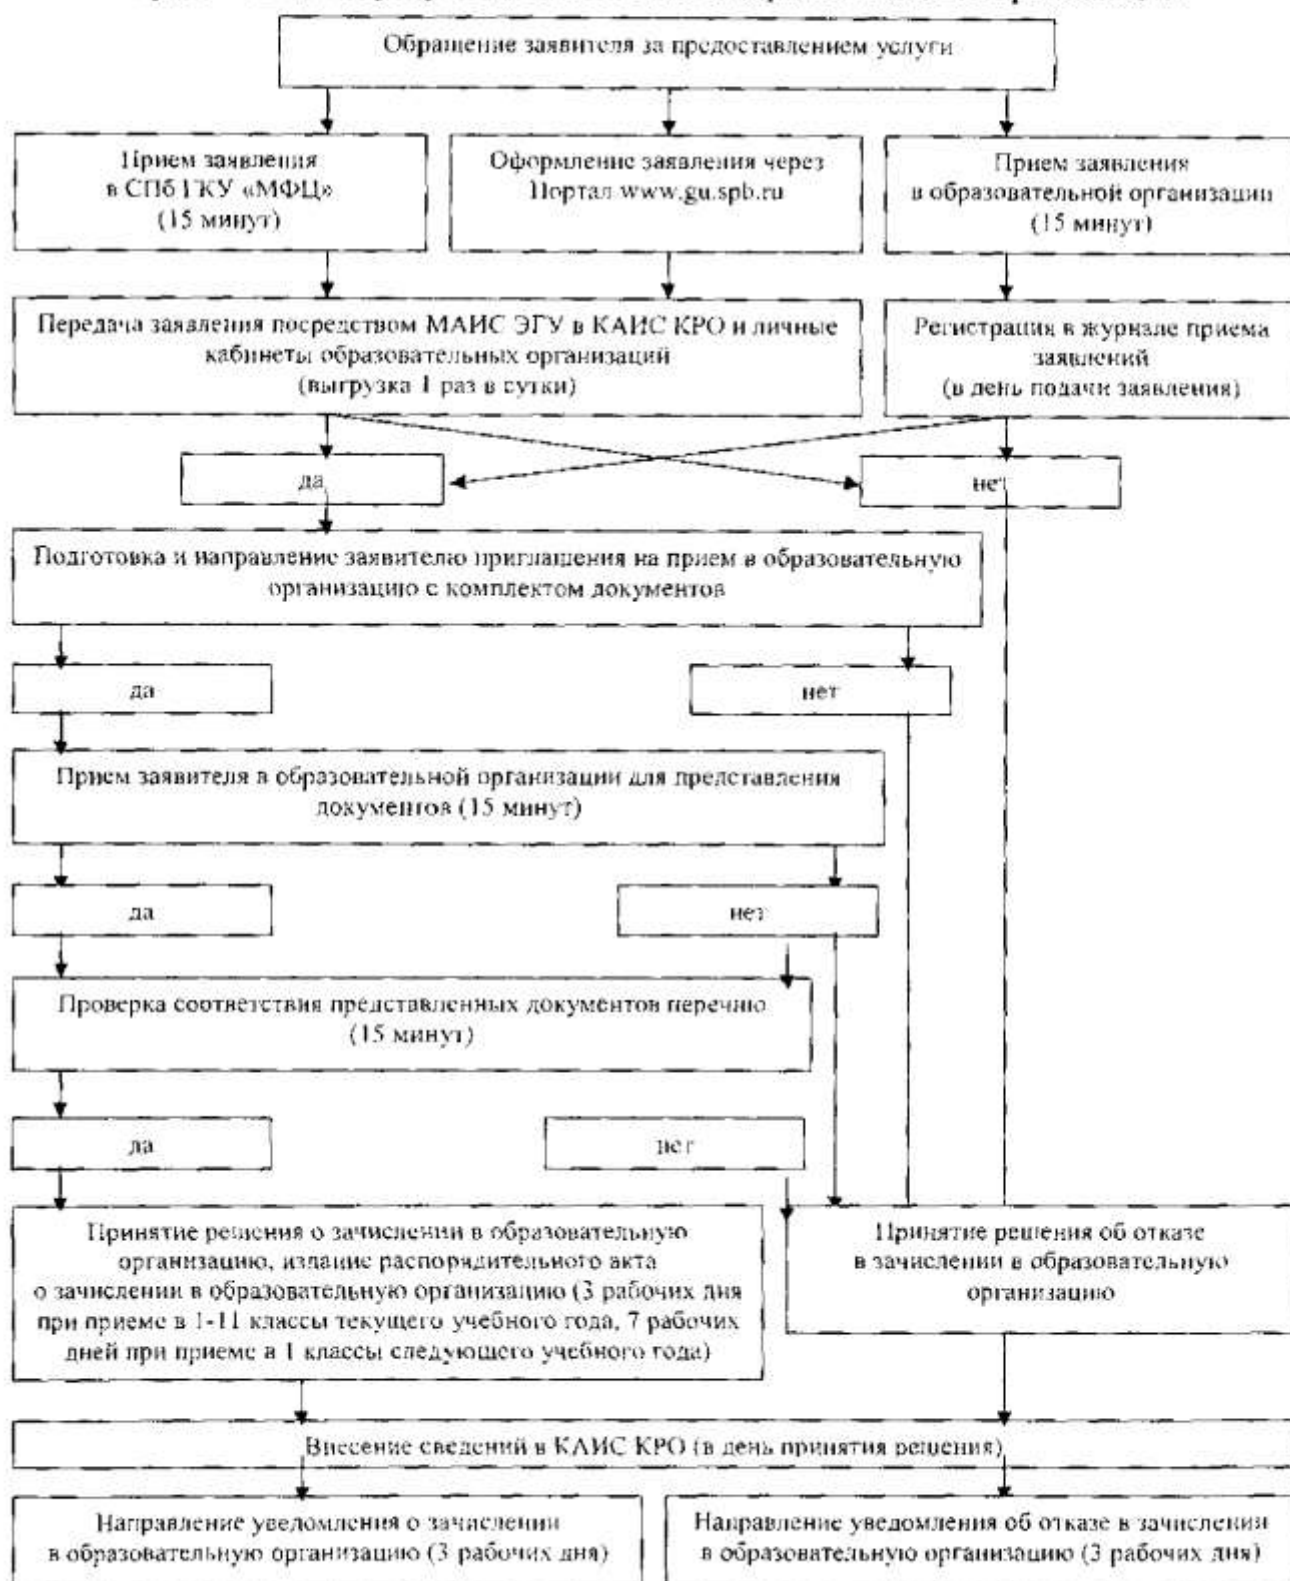 Обращение заявителя за предоставлением услуги
Прием заявления
в СПб ГКУ «МФЦ»
(15 минут)
Оформление заявления через
Портал www.gu.spb.ru
Прием заявления
в образовательной организации
(15 минут)
Передача заявления посредством МАИС ЭГУ в КАИС КРО и личные
кабинеты образовательных организаций
(выгрузка 1 раз в сутки)
Регистрация в журнале приема
заявлений
(в день подачи заявления)
да
нет
Подготовка и направление заявителю приглашения на прием в образовательную
организацию с комплектом документов
да
нет
Прием заявителя в образовательной организации для представления
документов (15 минут)
да
нет
Проверка соответствия представленных документов перечню
(15 минут)
да
нет
Принятие решения о зачислении в образовательную
организацию, издание распорядительного акта
о зачислении в образовательную организацию (3 рабочих дня
при приеме в 1-11 классы текущего учебного года, 7 рабочих
дней при приеме в 1 классы следующего учебного года)
Принятие решения об отказе
в зачислении в образовательную
организацию
Внесение сведений в КАИС КРО (в день принятия решения)
Направление уведомления о зачислении
в образовательную организацию (3 рабочих дня)
Направление уведомления об отказе в зачислении
в образовательную организацию (3 рабочих дня)